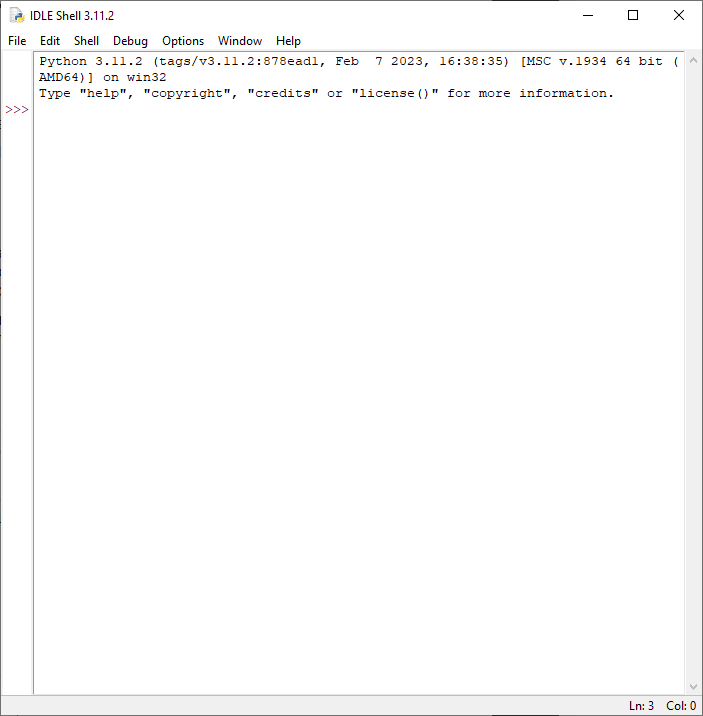 IDLE Shell 3.11.2
File Edit Shell Debug Options Window Help
Python 3.11.2 (tags/v3.11.2:878ead1, Feb  7 2023, 16:38:35) [MSC v.1934 64 bit (
AMD64)] on win32
Type "help", "copyright", "credits" or "license()" for more information.
>>>
Ln: 3 Col: 0